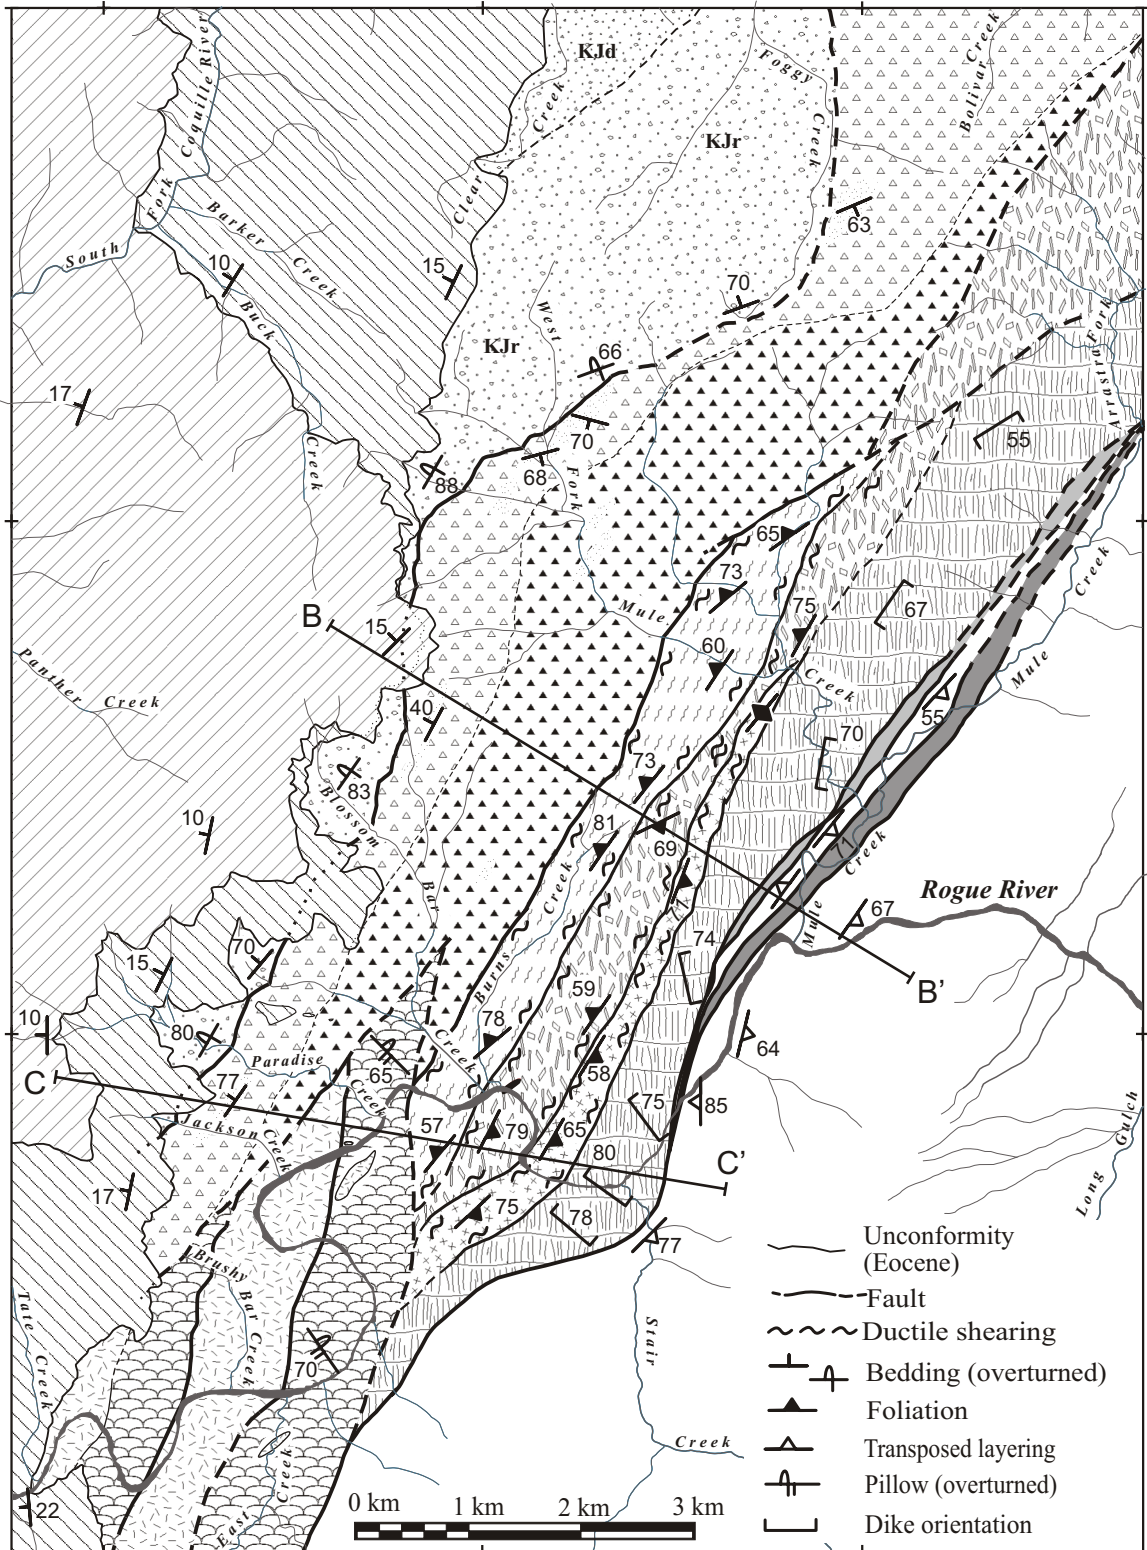 KJd
Foggy
Creek
Bolivar Creek
South Fork Coquille River
Clear Creek
KJr
Barker Creek
63
10
15
Buck
Creek
70
West
Fork
KJr
66
17
Arrastra Fork
70
55
68
88
65
73
Mule
Creek
75
67
B
15
60
Panther Creek
Mule
Creek
40
55
70
73
83
Blossom
Bar
Creek
10
81
71
69
Mule
Creek
Rogue River
77
67
70
74
15
Burns
Creek
B'
59
10
78
80
64
Paradise
Creek
65
58
C
77
75
85
Jackson
Creek
57
79
65
Long Gulch
80
C'
17
75
78
77
Unconformity
(Eocene)
Brushy
Bar Creek
Fault
Tate Creek
Stair
Creek
Ductile shearing
70
Bedding (overturned)
Foliation
Transposed layering
Pillow (overturned)
22
East Creek
0 km 1 km 2 km 3 km
Dike orientation